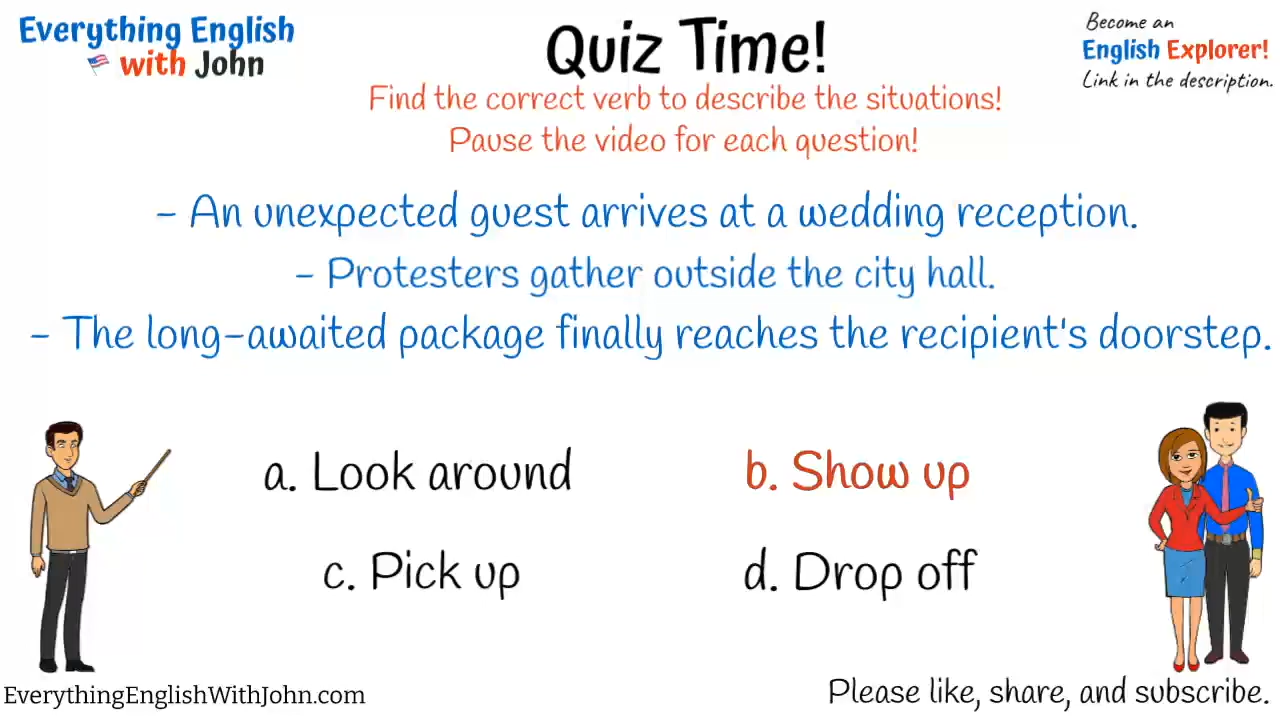 Everything English
with John
Quiz Time!
Become an
English Explorer!
Link in the description.
Find the correct verb to describe the situations!
Pause the video for each question!
- An unexpected guest arrives at a wedding reception.
- Protesters gather outside the city hall.
- The long-awaited package finally reaches the recipient's doorstep.
a. Look around
b. Show up
c. Pick up
d. Drop off
EverythingEnglishWithJohn.com
Please like, share, and subscribe.